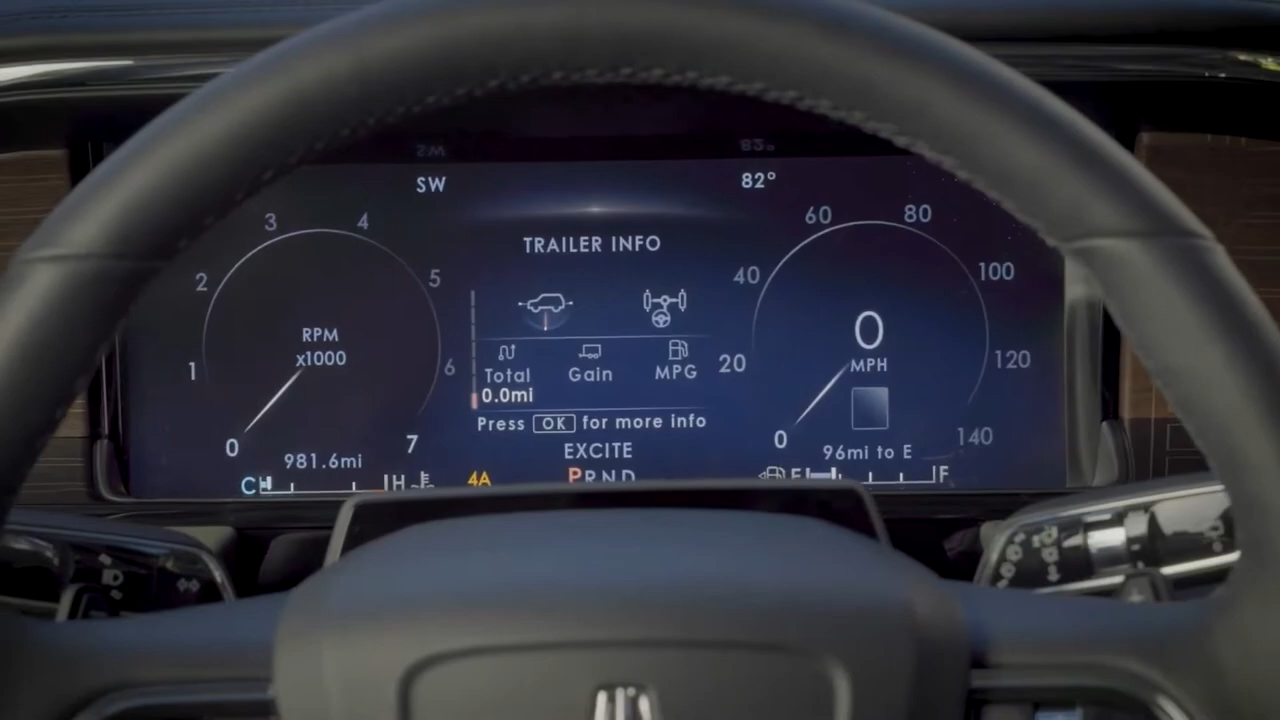 SW 82°
TRAILER INFO
0 1 2 3 4 5 6 7
RPM
x1000
981.6mi
C H
Total Gain MPG
0.0mi
Press OK for more info
EXCITE
4A
PRND
0 20 40 60 80 100 120 140
0
MPH
96mi to E
E F